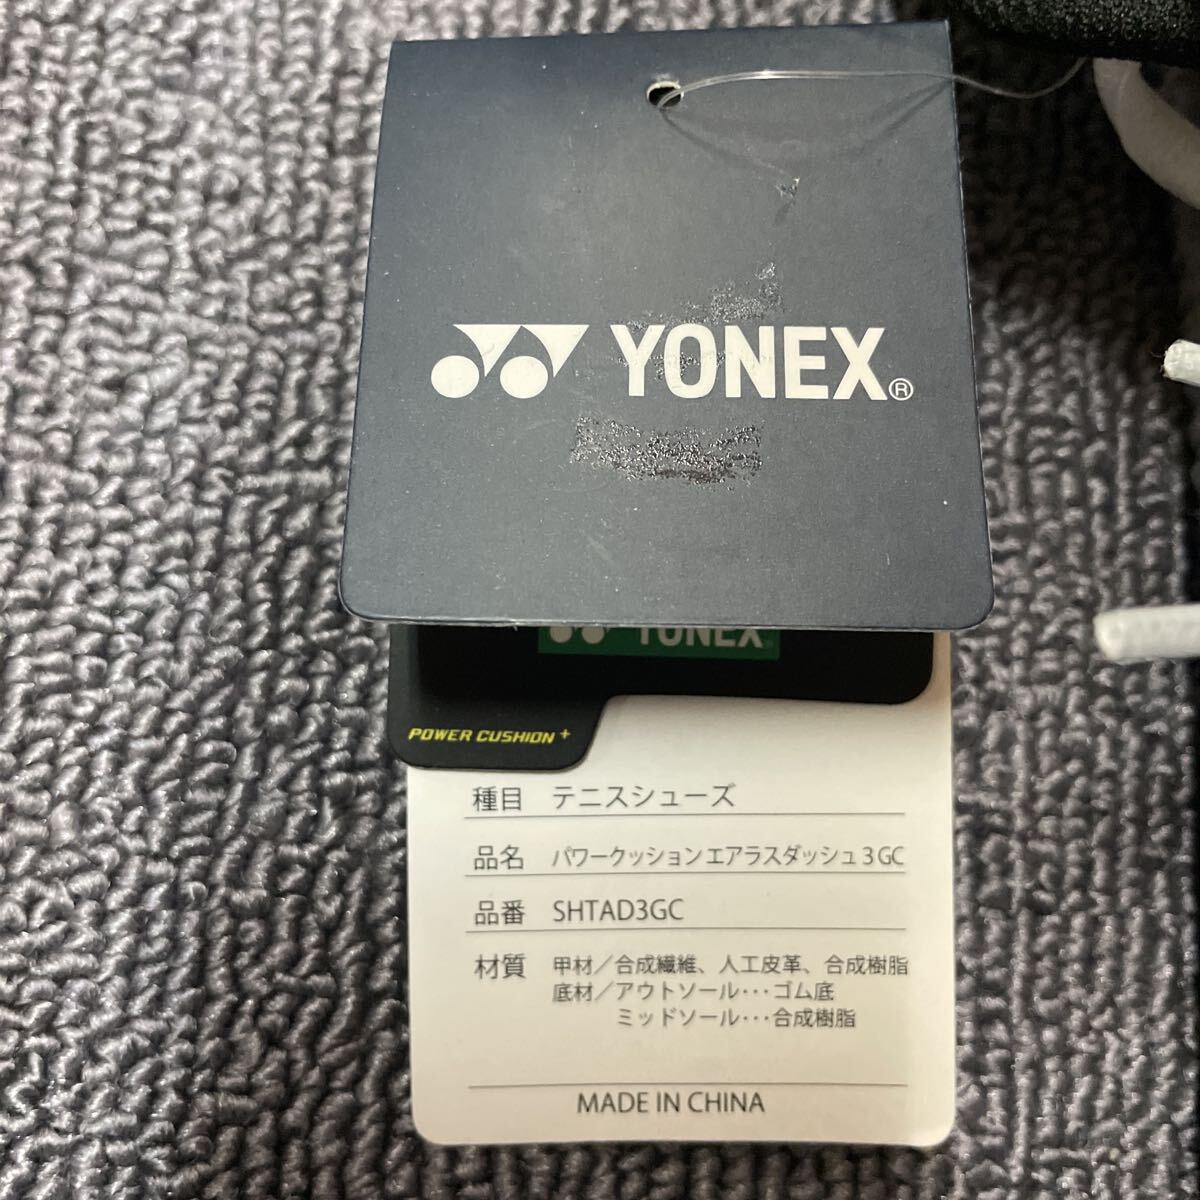 YONEX®
YONEX
POWER CUSHION +
種目 テニスシューズ
品名 パワークッション エアラスダッシュ 3 GC
品番 SHTAD3GC
材質 甲材／合成繊維、人工皮革、合成樹脂
底材／アウトソール・・・ゴム底
ミッドソール・・・合成樹脂
MADE IN CHINA